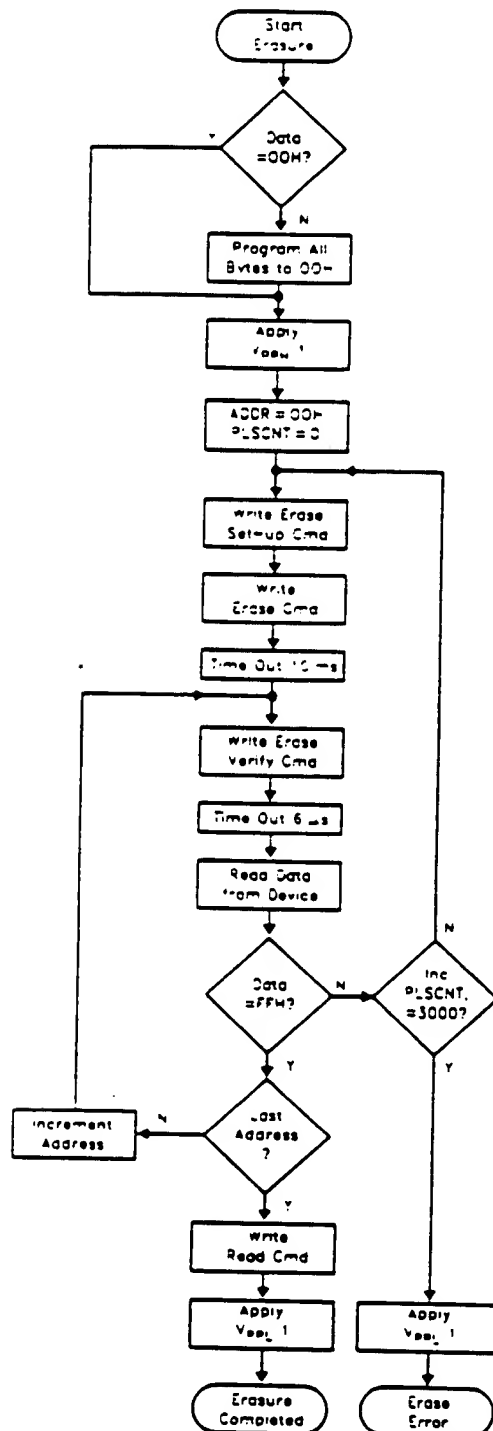 Start
Erasure
Y
Data
=00H?
N
Program All
Bytes to 00H
Apply
ADDR = 00H
PLSCNT = 0
Write Erase
Set-up Cmd
Write
Erase Cmd
Time Out 10 ms
Write Erase
Verify Cmd
Time Out 6 µs
Read Data
from Device
Data
=FFH?
N
Inc
PLSCNT,
=3000?
N
Y
Y
Increment
Address
N
Last
Address
?
Y
Write
Read Cmd
Apply
Apply
Erasure
Completed
Erase
Error